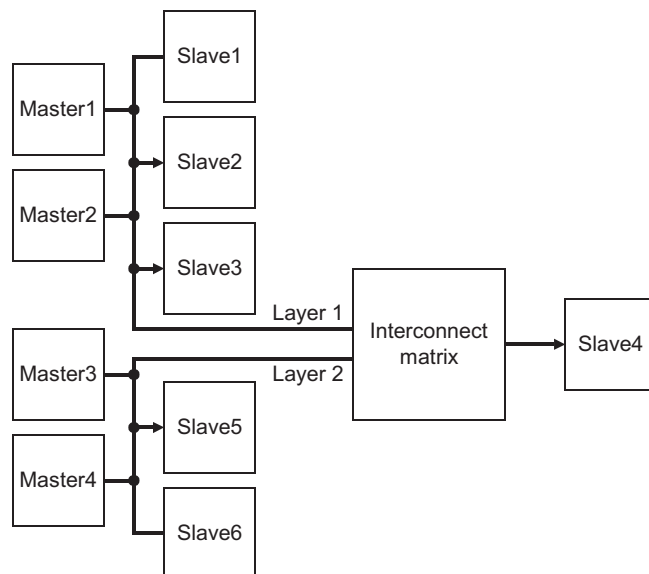 Slave1
Master1
Slave2
Master2
Slave3
Layer 1
Interconnect
matrix
Slave4
Layer 2
Master3
Slave5
Master4
Slave6